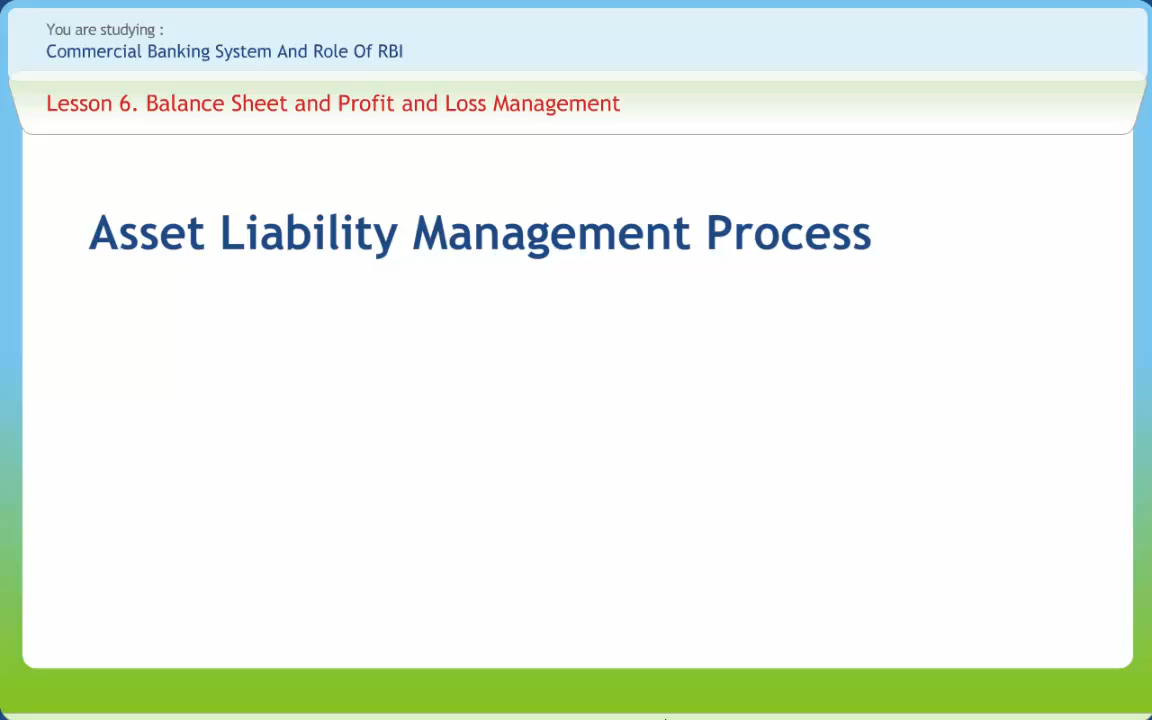 You are studying :
Commercial Banking System And Role Of RBI
Lesson 6. Balance Sheet and Profit and Loss Management
Asset Liability Management Process